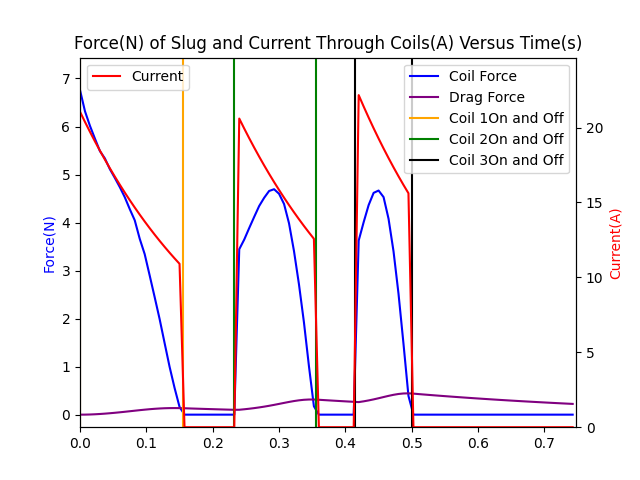 Force(N) of Slug and Current Through Coils(A) Versus Time(s)
Current
Coil Force
Drag Force
Coil 1On and Off
Coil 2On and Off
Coil 3On and Off
Force(N)
7
6
5
4
3
2
1
0
Current(A)
20
15
10
5
0
0.0 0.1 0.2 0.3 0.4 0.5 0.6 0.7